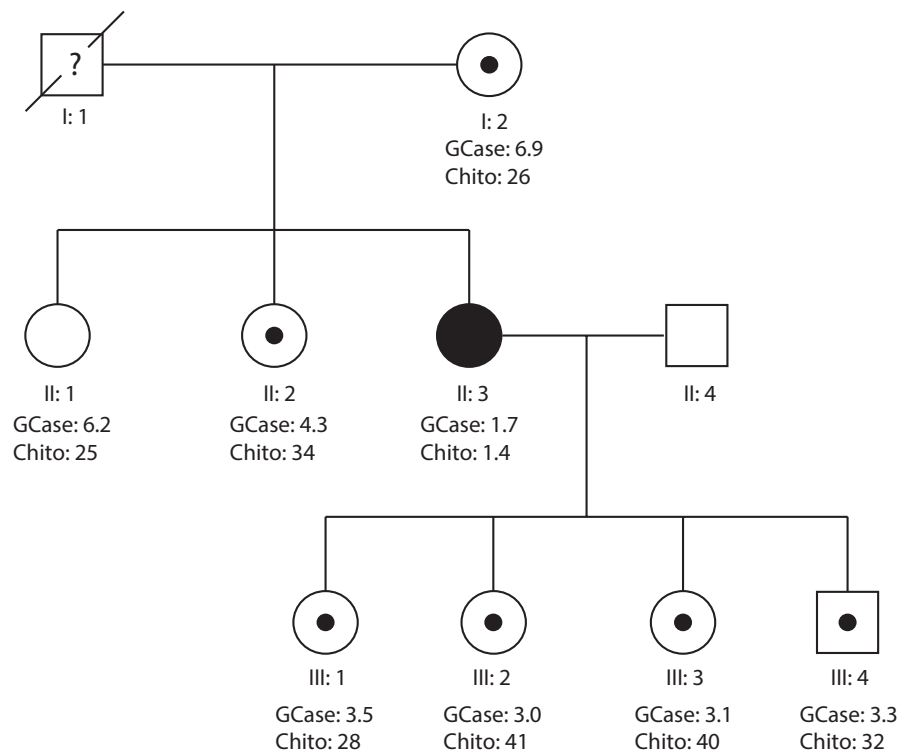 ?
I: 1
I: 2
GCase: 6.9
Chito: 26
II: 1
GCase: 6.2
Chito: 25
II: 2
GCase: 4.3
Chito: 34
II: 3
GCase: 1.7
Chito: 1.4
II: 4
III: 1
GCase: 3.5
Chito: 28
III: 2
GCase: 3.0
Chito: 41
III: 3
GCase: 3.1
Chito: 40
III: 4
GCase: 3.3
Chito: 32